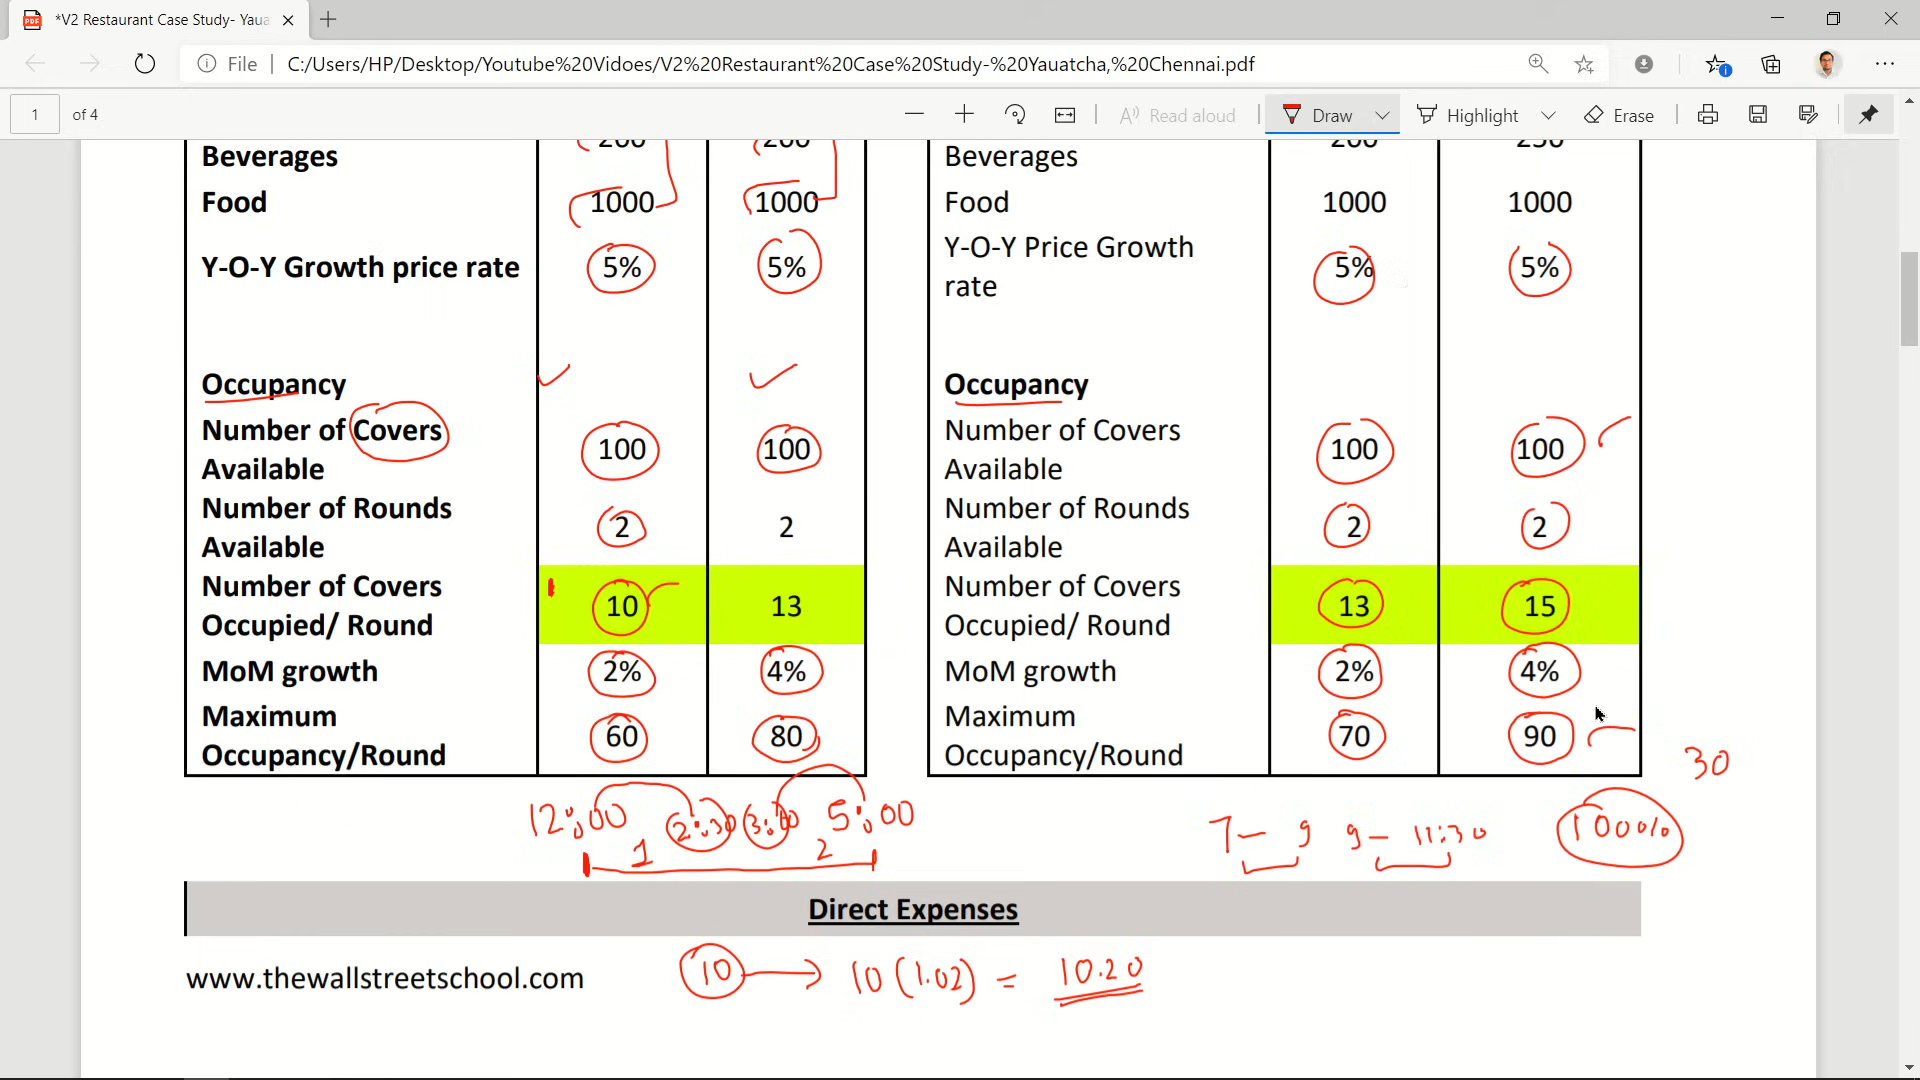 *V2 Restaurant Case Study- Yaua
File C:/Users/HP/Desktop/Youtube%20Vidoes/V2%20Restaurant%20Case%20Study-%20Yauatcha,%20Chennai.pdf
1 of 4 Read aloud Draw Highlight Erase
Beverages 200 200 Beverages 200 250
Food 1000 1000 Food 1000 1000
Y-O-Y Growth price rate 5% 5% Y-O-Y Price Growth rate 5% 5%
Occupancy Occupancy
Number of Covers Available 100 100 Number of Covers Available 100 100
Number of Rounds Available 2 2 Number of Rounds Available 2 2
Number of Covers Occupied/ Round 10 13 Number of Covers Occupied/ Round 13 15
MoM growth 2% 4% MoM growth 2% 4%
Maximum Occupancy/Round 60 80 Maximum Occupancy/Round 70 90
30
12:00 2:30 3:00 5:00 7- 9 9- 11:30 100%
1 2
Direct Expenses
www.thewallstreetschool.com
10 → 10 (1.02) = 10.20